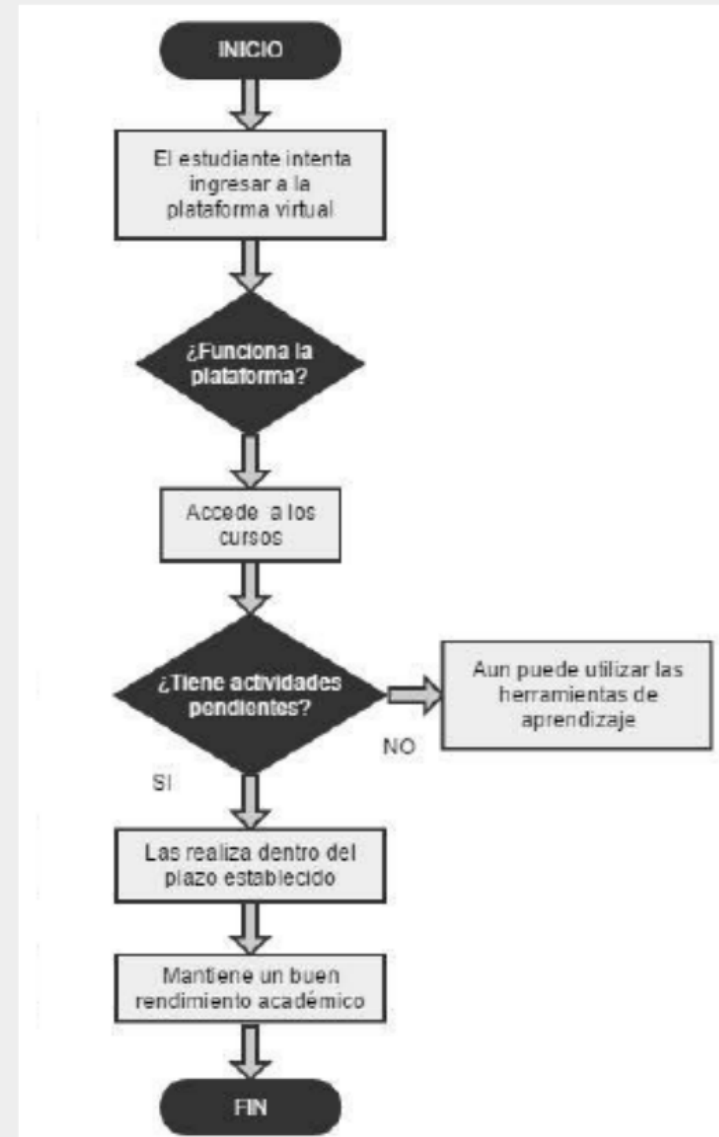 INICIO
El estudiante intenta
ingresar a la
plataforma virtual
¿Funciona la
plataforma?
Accede a los
cursos
¿Tiene actividades
pendientes?
Aun puede utilizar las
herramientas de
aprendizaje
NO
SI
Las realiza dentro del
plazo establecido
Mantiene un buen
rendimiento académico
FIN